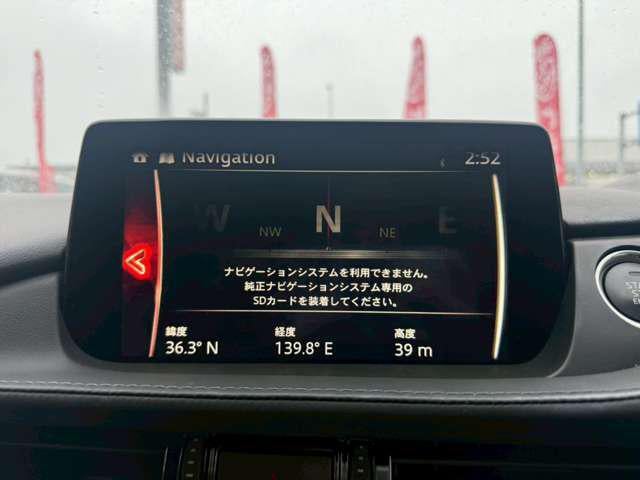 Navigation
2:52
W NW N NE E
ナビゲーションシステムを利用できません。
純正ナビゲーションシステム専用の
SDカードを装着してください。
緯度 経度 高度
36.3° N 139.8° E 39 m